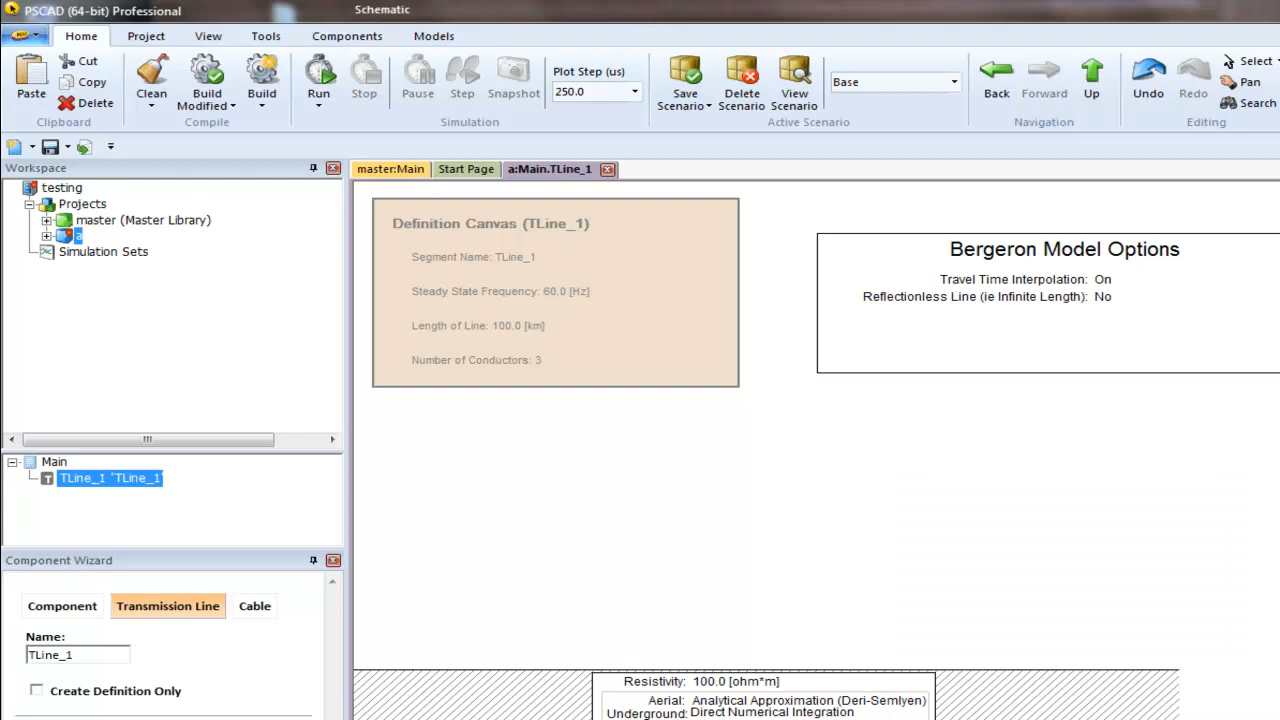 PSCAD (64-bit) Professional
Schematic
Home Project View Tools Components Models
Paste
Cut
Copy
Delete
Clipboard
Clean
Build Modified
Build
Compile
Run
Stop
Pause
Step
Snapshot
Plot Step (us)
250.0
Simulation
Save Scenario
Delete Scenario
View Scenario
Base
Active Scenario
Back
Forward
Up
Navigation
Undo
Redo
Select
Pan
Search
Editing
Workspace
testing
Projects
master (Master Library)
a
Simulation Sets
Main
TLine_1 'TLine_1'
Component Wizard
Component Transmission Line Cable
Name:
TLine_1
Create Definition Only
master:Main Start Page a:Main.TLine_1
Definition Canvas (TLine_1)
Segment Name: TLine_1
Steady State Frequency: 60.0 [Hz]
Length of Line: 100.0 [km]
Number of Conductors: 3
Bergeron Model Options
Travel Time Interpolation: On
Reflectionless Line (ie Infinite Length): No
Resistivity: 100.0 [ohm*m]
Aerial: Analytical Approximation (Deri-Semlyen)
Underground: Direct Numerical Integration